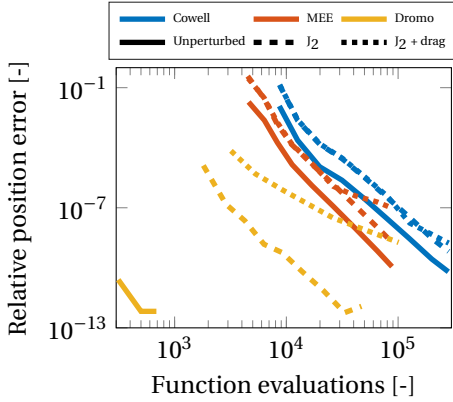 Cowell MEE Dromo
Unperturbed J₂ J₂ + drag
Relative position error [-]
10⁻¹
10⁻⁷
10⁻¹³
10³ 10⁴ 10⁵
Function evaluations [-]